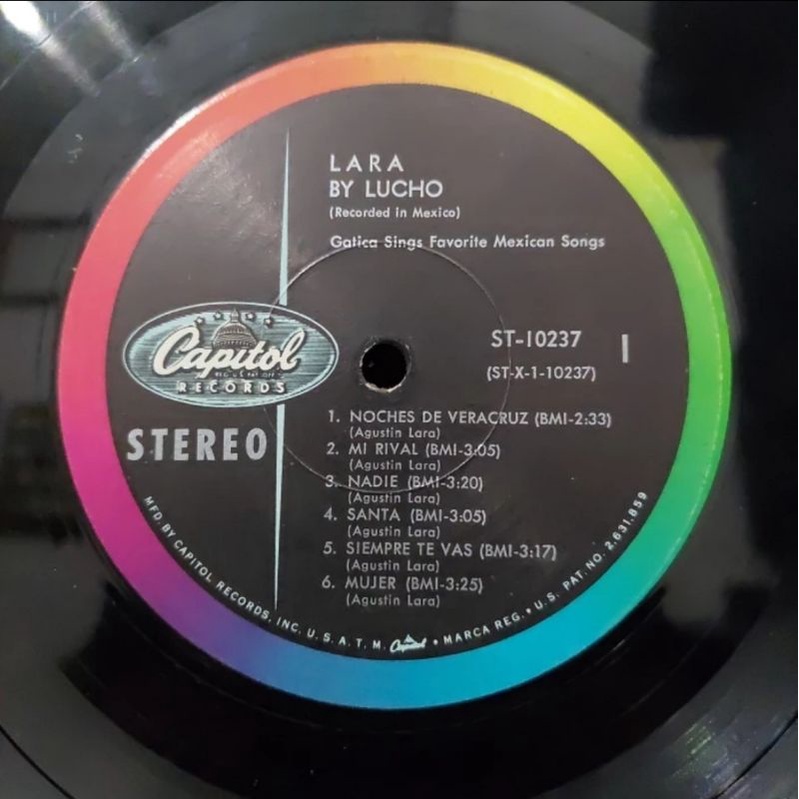 LARA
BY LUCHO
(Recorded in Mexico)
Gatica Sings Favorite Mexican Songs
ST-10237 1
(ST-X-1-10237)
Capitol
RECORDS
STEREO
1. NOCHES DE VERACRUZ (BMI-2:33)
(Agustin Lara)
2. MI RIVAL (BMI-3:05)
(Agustin Lara)
3. NADIE (BMI-3:20)
(Agustin Lara)
4. SANTA (BMI-3:05)
(Agustin Lara)
5. SIEMPRE TE VAS (BMI-3:17)
(Agustin Lara)
6. MUJER (BMI-3:25)
(Agustin Lara)
MFD. BY CAPITOL RECORDS, INC. U. S. A. T. M. Capitol • MARCA REG. • U. S. PAT. NO. 2,631,859